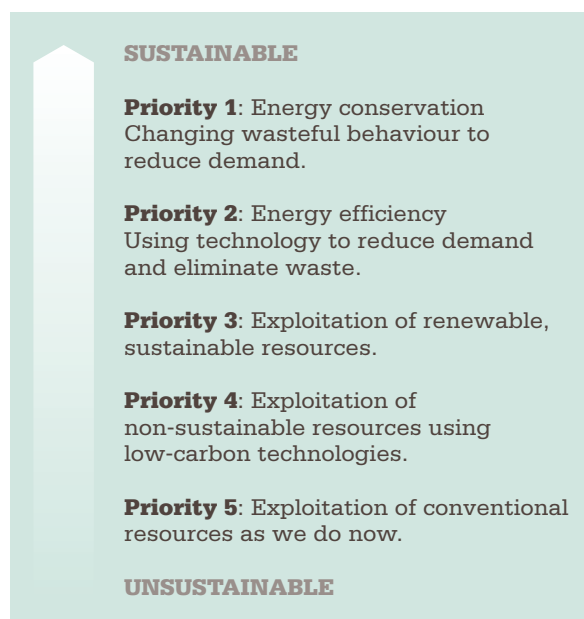 SUSTAINABLE
Priority 1: Energy conservation
Changing wasteful behaviour to
reduce demand.
Priority 2: Energy efficiency
Using technology to reduce demand
and eliminate waste.
Priority 3: Exploitation of renewable,
sustainable resources.
Priority 4: Exploitation of
non-sustainable resources using
low-carbon technologies.
Priority 5: Exploitation of conventional
resources as we do now.
UNSUSTAINABLE